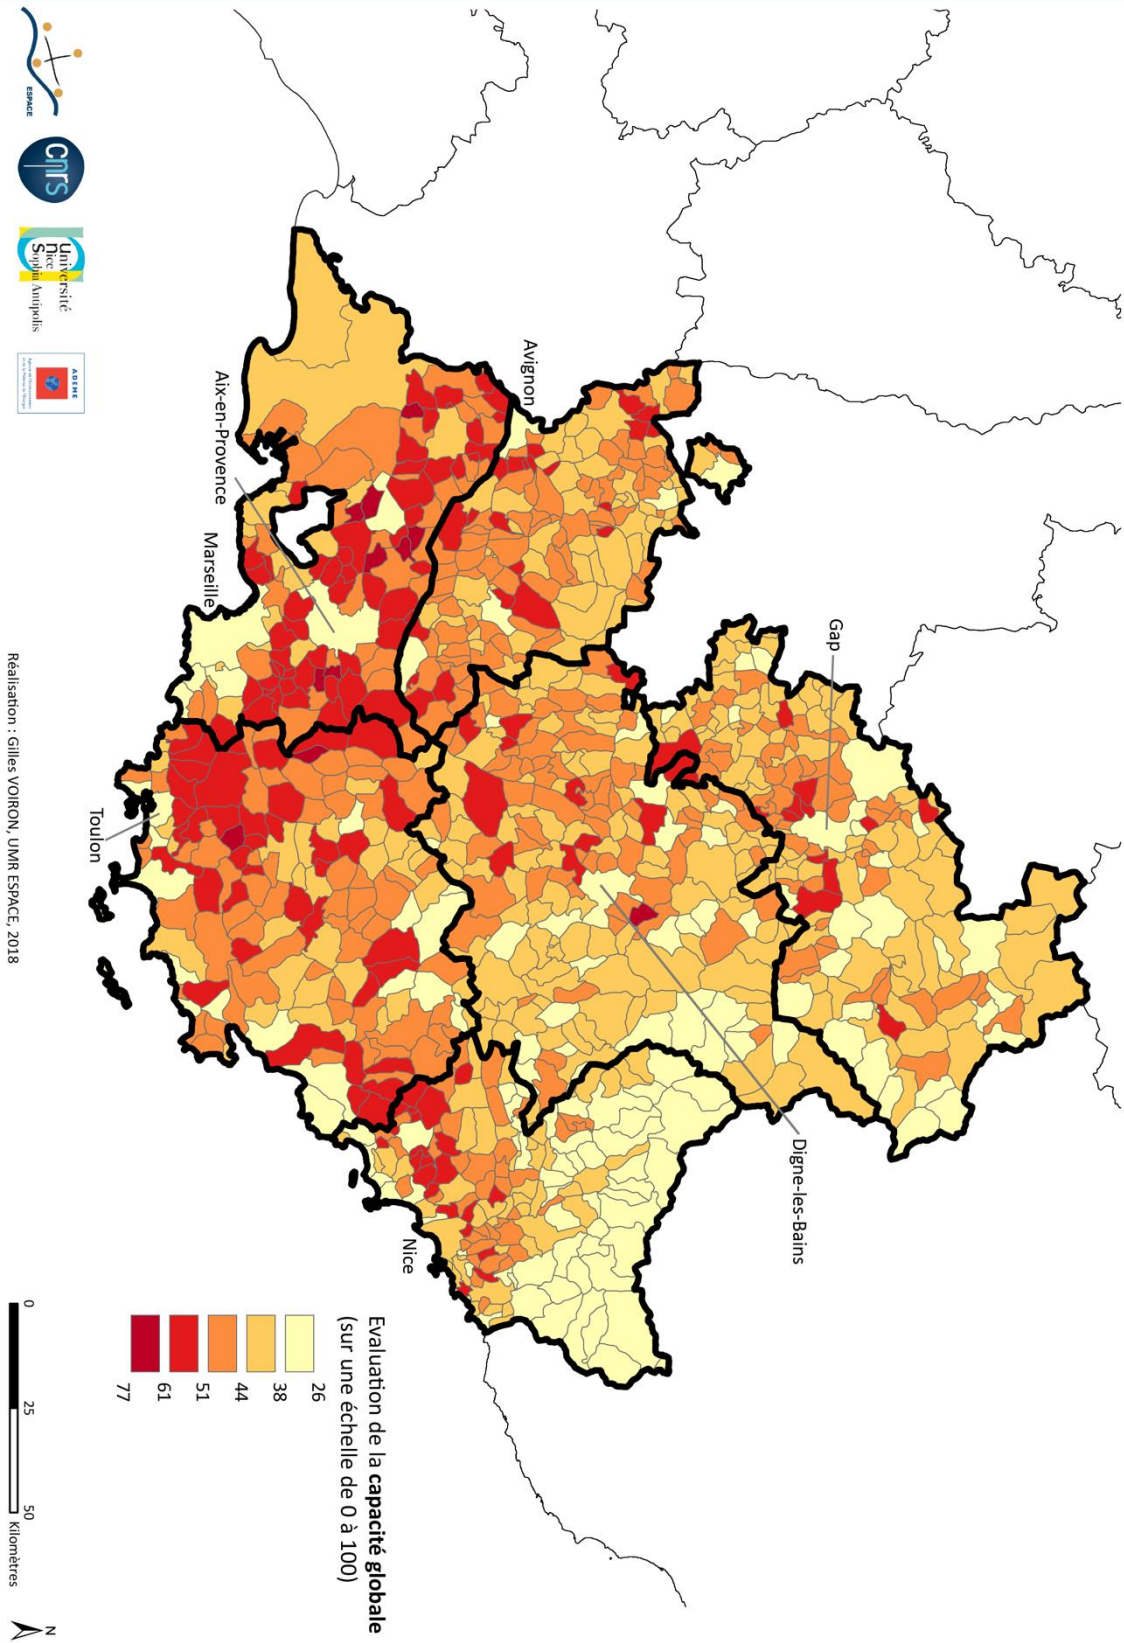 Gap
Avignon
Digne-les-Bains
Aix-en-Provence
Marseille
Nice
Toulon
Evaluation de la capacité globale
(sur une échelle de 0 à 100)
26
38
44
51
61
77
ESPACE
cnrs
Université
nice
Sophia Antipolis
ADEME
Réalisation : Gilles VOIRON, UMR ESPACE, 2018
0 25 50 Kilomètres
N